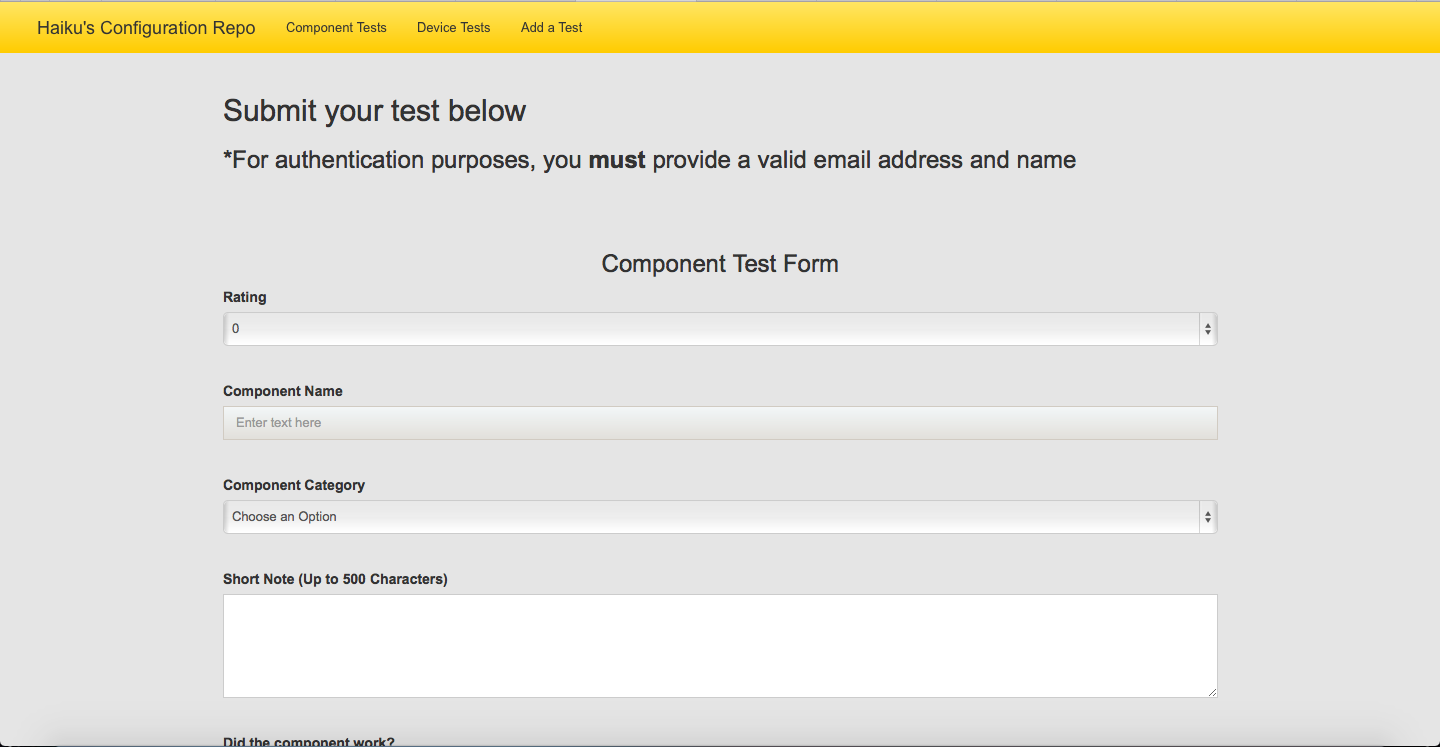 Haiku's Configuration Repo Component Tests Device Tests Add a Test
Submit your test below
*For authentication purposes, you must provide a valid email address and name
Component Test Form
Rating
0
Component Name
Enter text here
Component Category
Choose an Option
Short Note (Up to 500 Characters)
Did the component work?